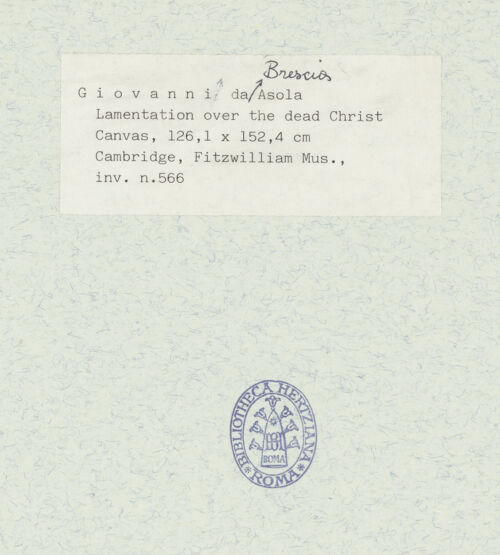 Brescia
G i o v a n n i da/Asola
Lamentation over the dead Christ
Canvas, 126,1 x 152,4 cm
Cambridge, Fitzwilliam Mus.,
inv. n.566
BIBLIOTHECA HERTZIANA
ROMA
ROMA